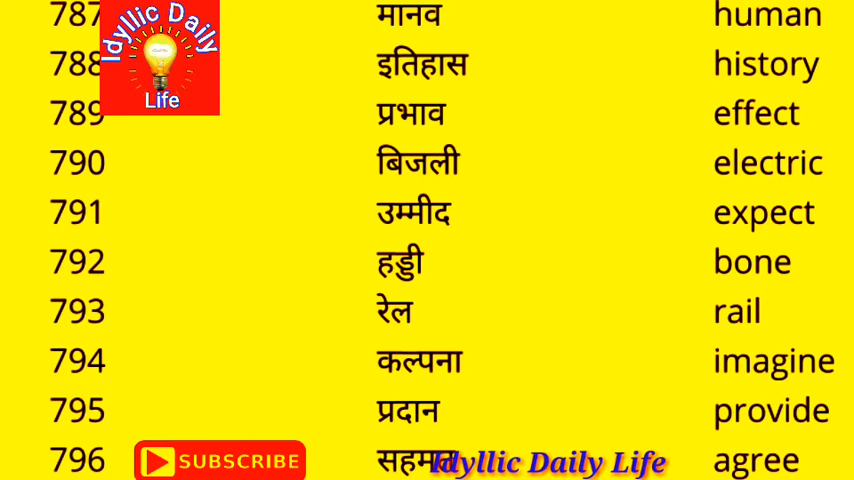 787 मानव human
Idyllic Daily
Life
788 इतिहास history
789 प्रभाव effect
790 बिजली electric
791 उम्मीद expect
792 हड्डी bone
793 रेल rail
794 कल्पना imagine
795 प्रदान provide
796 सहमत agree
SUBSCRIBE
Idyllic Daily Life